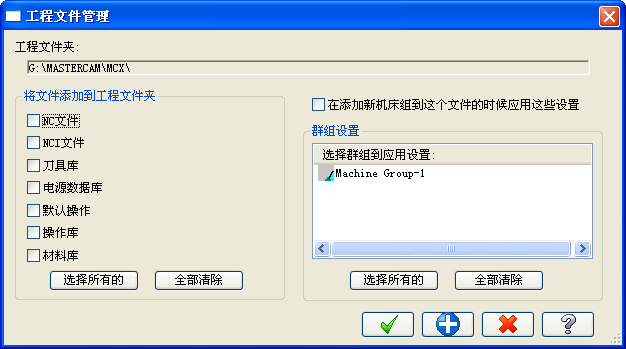 工程文件管理
工程文件夹:
G:\MASTERCAM\MCX\
将文件添加到工程文件夹
NC文件
NCI文件
刀具库
电源数据库
默认操作
操作库
材料库
选择所有的
全部清除
在添加新机床组到这个文件的时候应用这些设置
群组设置
选择群组到应用设置:
Machine Group-1
选择所有的
全部清除